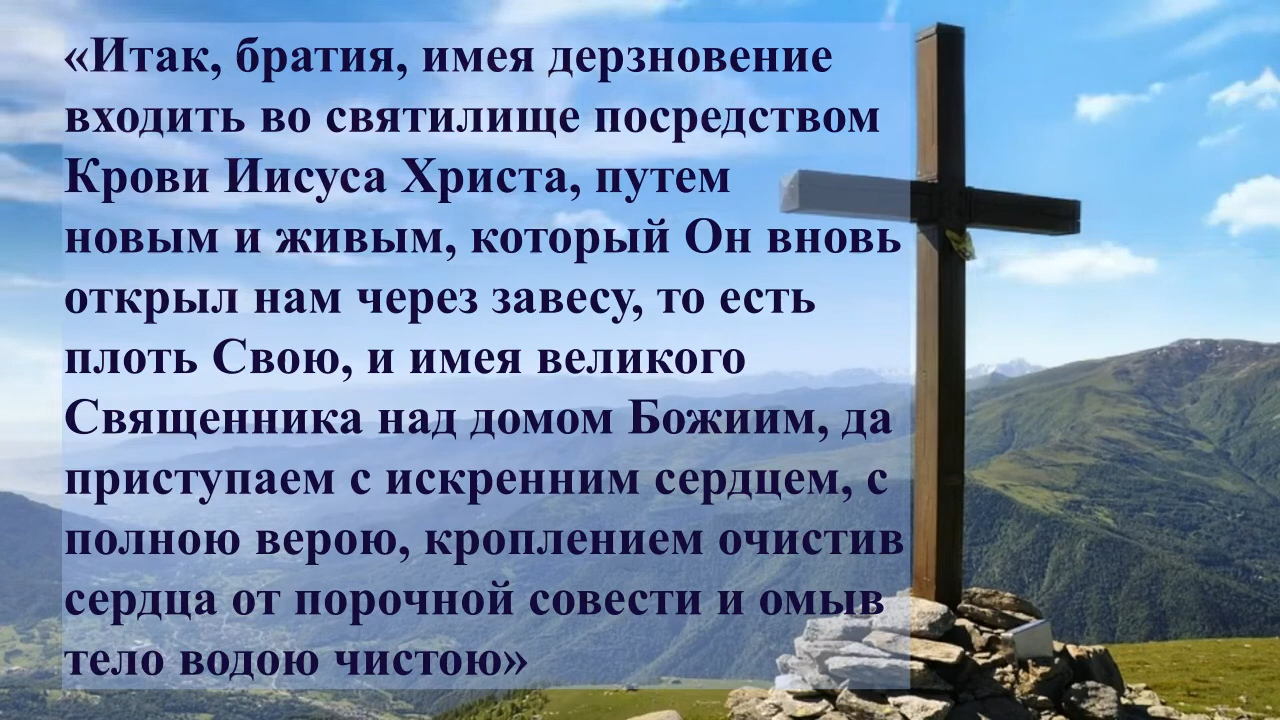 «Итак, братия, имея дерзновение
входить во святилище посредством
Крови Иисуса Христа, путем
новым и живым, который Он вновь
открыл нам через завесу, то есть
плоть Свою, и имея великого
Священника над домом Божиим, да
приступаем с искренним сердцем, с
полною верою, кроплением очистив
сердца от порочной совести и омыв
тело водою чистою»